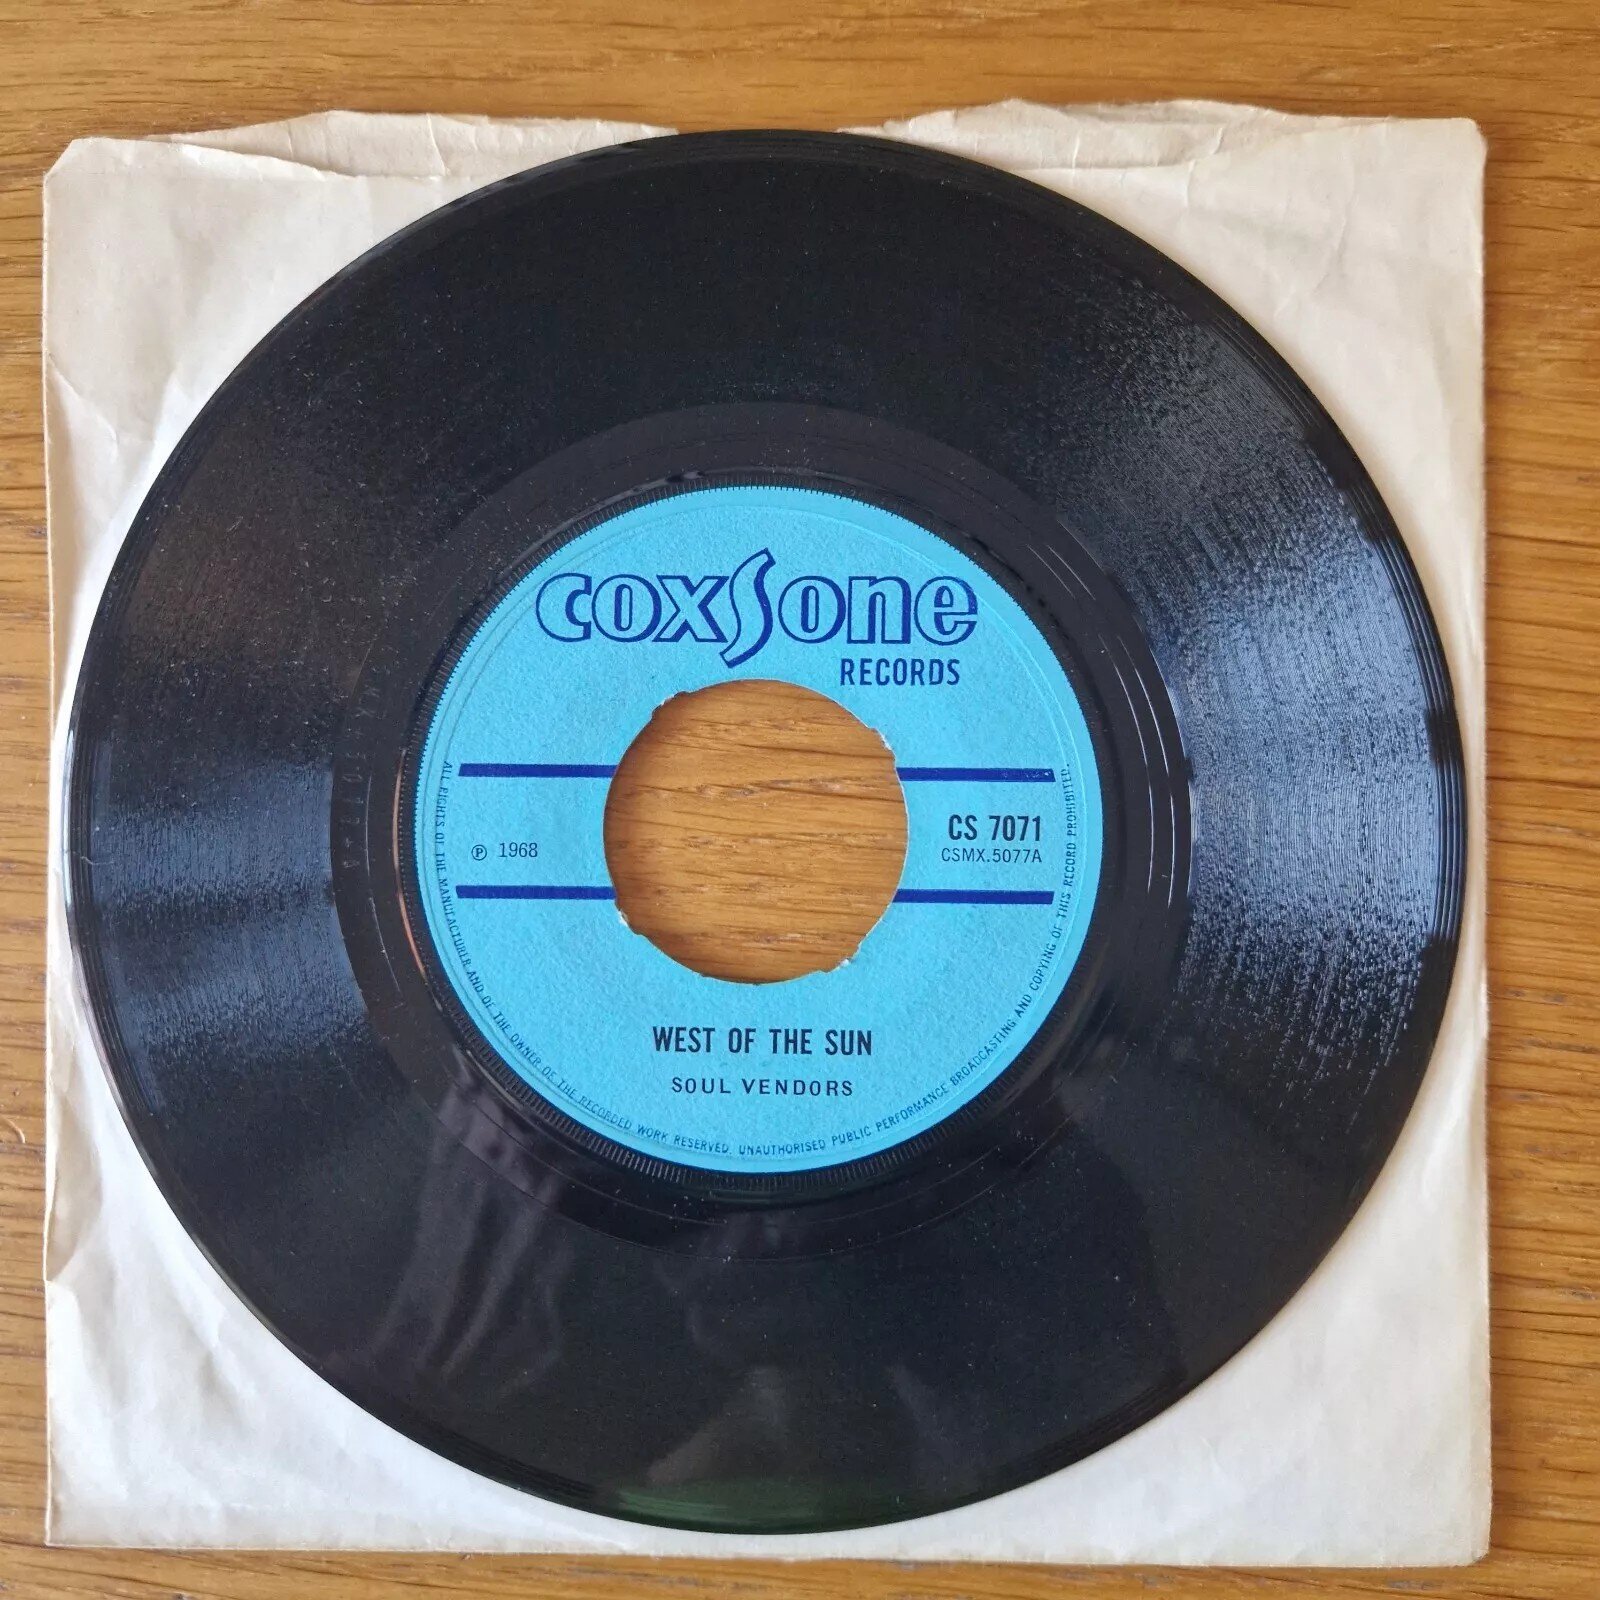 coxSone
RECORDS
CS 7071
℗ 1968
CSMX.5077A
WEST OF THE SUN
SOUL VENDORS
ALL RIGHTS OF THE MANUFACTURER AND OF THE OWNER OF THE RECORDED WORK RESERVED. UNAUTHORISED PUBLIC PERFORMANCE BROADCASTING AND COPYING OF THIS RECORD PROHIBITED.